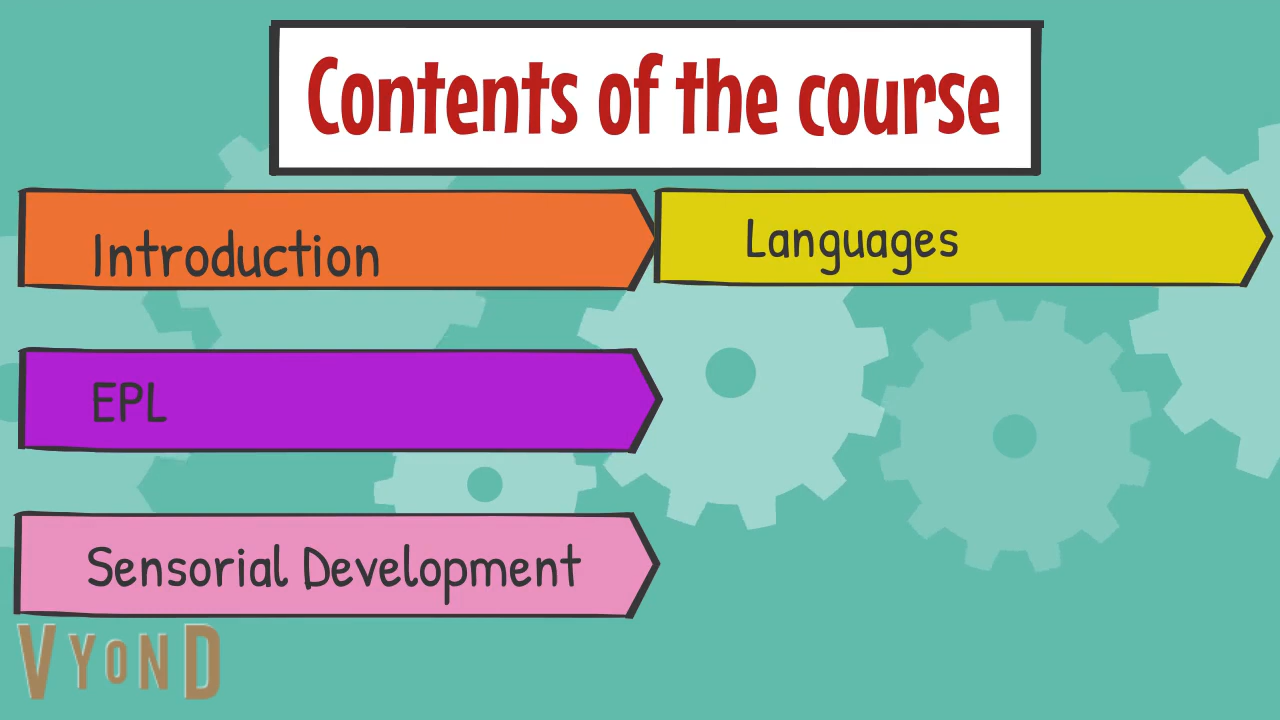 Contents of the course
Introduction
EPL
Sensorial Development
Languages
VYOND